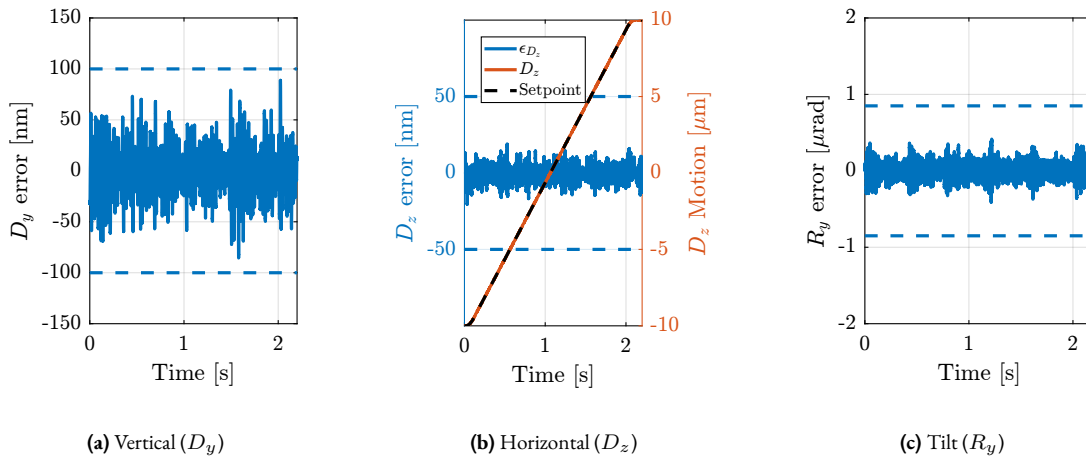 150
100
50
0
-50
-100
-150
D_y error [nm]
0 1 2
Time [s]
(a) Vertical (D_y)
50
0
-50
D_z error [nm]
ϵ_{D_z}
D_z
Setpoint
10
5
0
-5
-10
D_z Motion [μm]
0 1 2
Time [s]
(b) Horizontal (D_z)
2
1
0
-1
-2
R_y error [μrad]
0 1 2
Time [s]
(c) Tilt (R_y)